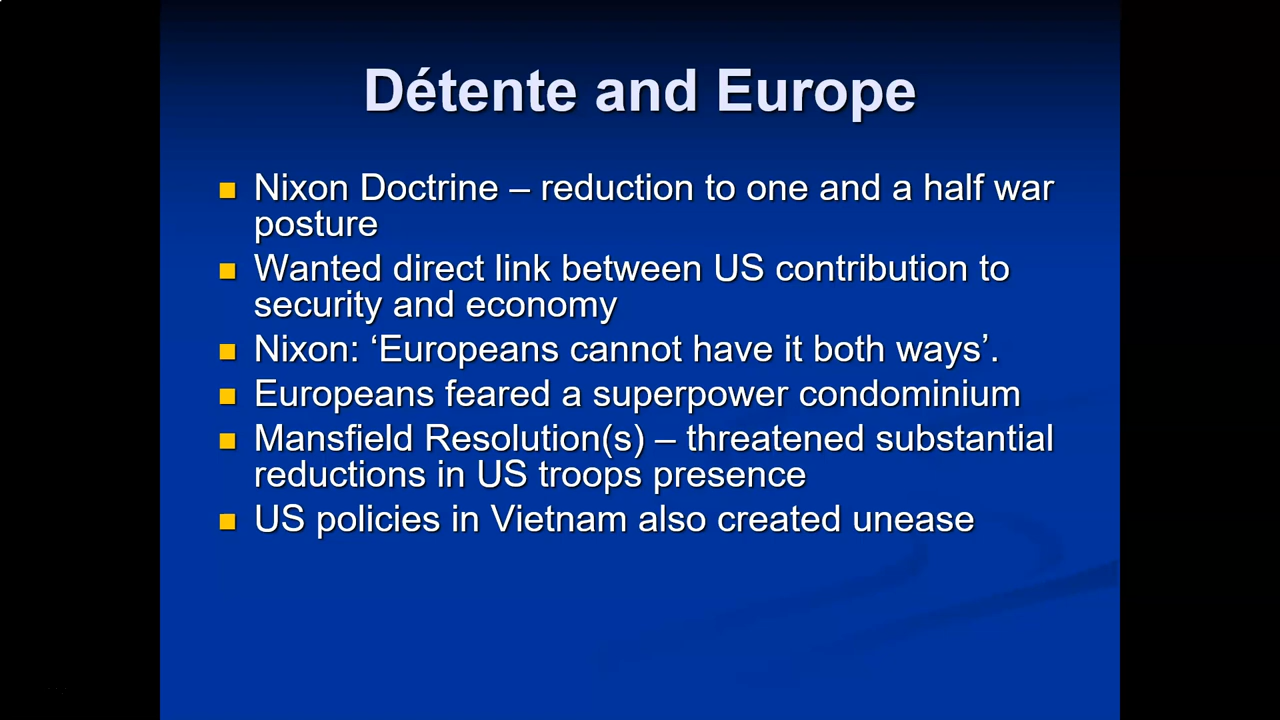 Détente and Europe
Nixon Doctrine – reduction to one and a half war
posture
Wanted direct link between US contribution to
security and economy
Nixon: ‘Europeans cannot have it both ways’.
Europeans feared a superpower condominium
Mansfield Resolution(s) – threatened substantial
reductions in US troops presence
US policies in Vietnam also created unease